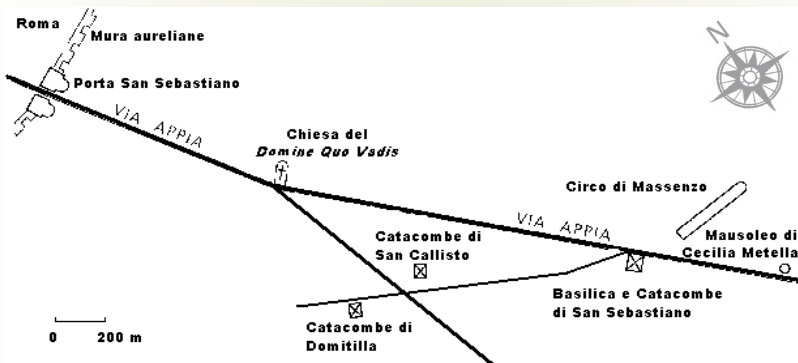 Roma
Mura aureliane
Porta San Sebastiano
VIA APPIA
Chiesa del
Domine Quo Vadis
N
Circo di Massenzo
VIA APPIA
Mausoleo di
Cecilia Metella
Catacombe di
San Callisto
Basilica e Catacombe
di San Sebastiano
Catacombe di
Domitilla
0 200 m